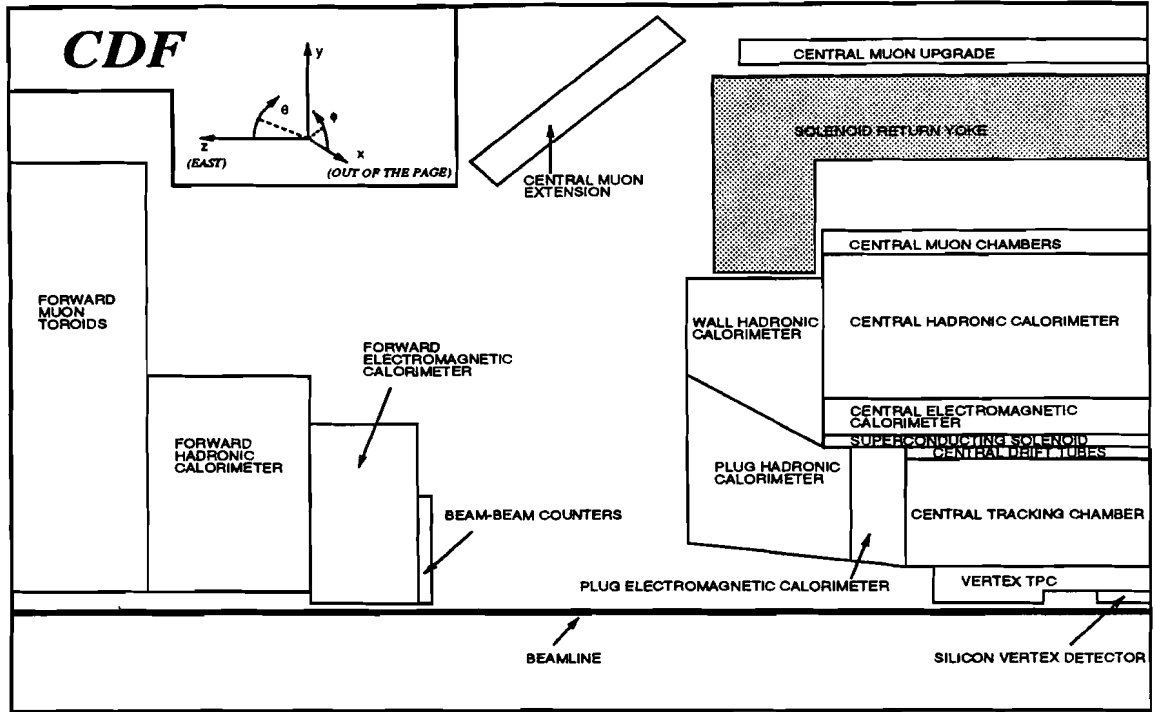 CDF
y
θ
φ
z
(EAST)
x
(OUT OF THE PAGE)
CENTRAL MUON
EXTENSION
CENTRAL MUON UPGRADE
SOLENOID RETURN YOKE
CENTRAL MUON CHAMBERS
FORWARD
MUON
TOROIDS
WALL HADRONIC
CALORIMETER
CENTRAL HADRONIC CALORIMETER
FORWARD
ELECTROMAGNETIC
CALORIMETER
CENTRAL ELECTROMAGNETIC
CALORIMETER
SUPERCONDUCTING SOLENOID
CENTRAL DRIFT TUBES
FORWARD
HADRONIC
CALORIMETER
PLUG HADRONIC
CALORIMETER
BEAM-BEAM COUNTERS
CENTRAL TRACKING CHAMBER
PLUG ELECTROMAGNETIC CALORIMETER
VERTEX TPC
BEAMLINE
SILICON VERTEX DETECTOR